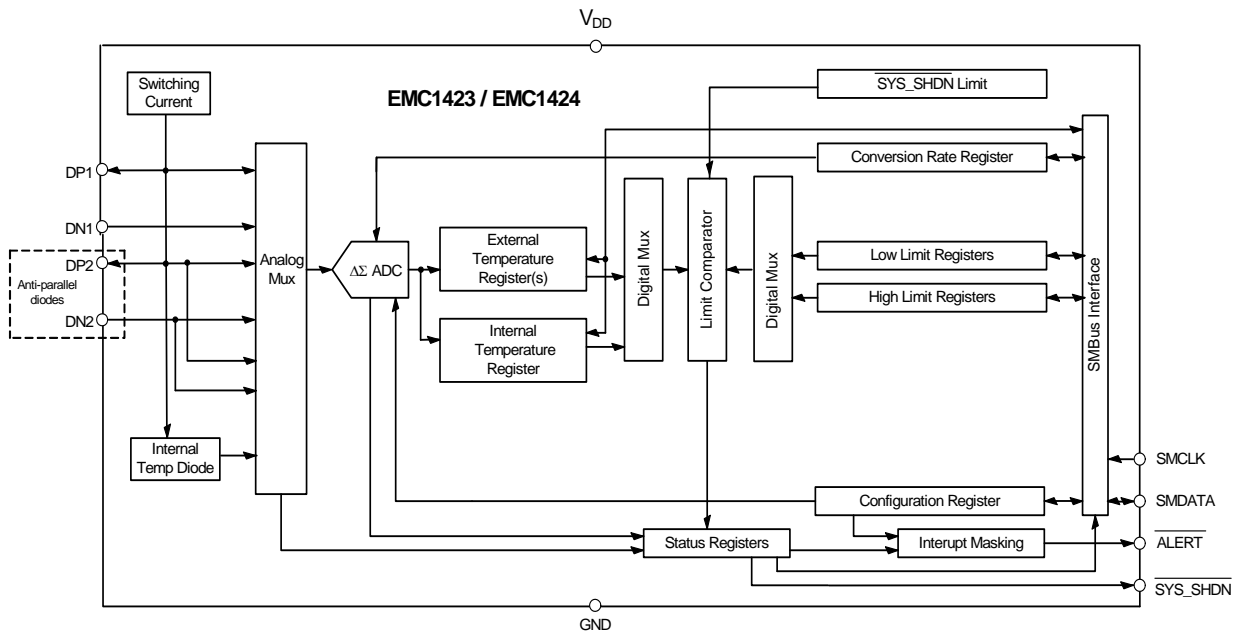 VDD
Switching
Current
EMC1423 / EMC1424
SYS_SHDN Limit
Conversion Rate Register
DP1
DN1
DP2
Anti-parallel
diodes
DN2
Analog
Mux
ΔΣ ADC
External
Temperature
Register(s)
Internal
Temperature
Register
Digital Mux
Limit Comparator
Digital Mux
Low Limit Registers
High Limit Registers
SMBus Interface
Internal
Temp Diode
SMCLK
Configuration Register
SMDATA
Status Registers
Interupt Masking
ALERT
SYS_SHDN
GND